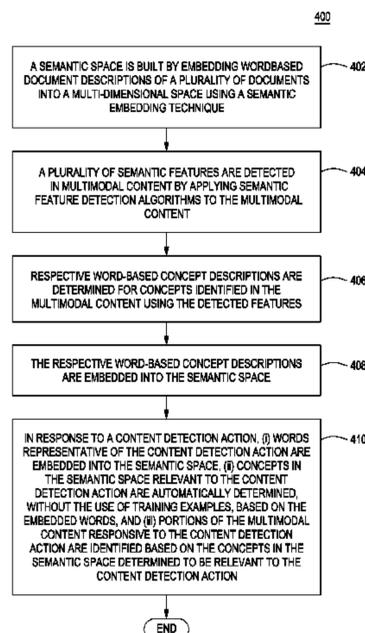 400
A SEMANTIC SPACE IS BUILT BY EMBEDDING WORDBASED
DOCUMENT DESCRIPTIONS OF A PLURALITY OF DOCUMENTS
INTO A MULTI-DIMENSIONAL SPACE USING A SEMANTIC
EMBEDDING TECHNIQUE
402
A PLURALITY OF SEMANTIC FEATURES ARE DETECTED
IN MULTIMODAL CONTENT BY APPLYING SEMANTIC
FEATURE DETECTION ALGORITHMS TO THE MULTIMODAL
CONTENT
404
RESPECTIVE WORD-BASED CONCEPT DESCRIPTIONS ARE
DETERMINED FOR CONCEPTS IDENTIFIED IN THE
MULTIMODAL CONTENT USING THE DETECTED FEATURES
406
THE RESPECTIVE WORD-BASED CONCEPT DESCRIPTIONS
ARE EMBEDDED INTO THE SEMANTIC SPACE
408
IN RESPONSE TO A CONTENT DETECTION ACTION, (i) WORDS
REPRESENTATIVE OF THE CONTENT DETECTION ACTION ARE
EMBEDDED INTO THE SEMANTIC SPACE, (ii) CONCEPTS IN
THE SEMANTIC SPACE RELEVANT TO THE CONTENT
DETECTION ACTION ARE AUTOMATICALLY DETERMINED,
WITHOUT THE USE OF TRAINING EXAMPLES, BASED ON THE
EMBEDDED WORDS, AND (iii) PORTIONS OF THE MULTIMODAL
CONTENT RESPONSIVE TO THE CONTENT DETECTION
ACTION ARE IDENTIFIED BASED ON THE CONCEPTS IN THE
SEMANTIC SPACE DETERMINED TO BE RELEVANT TO THE
CONTENT DETECTION ACTION
410
END